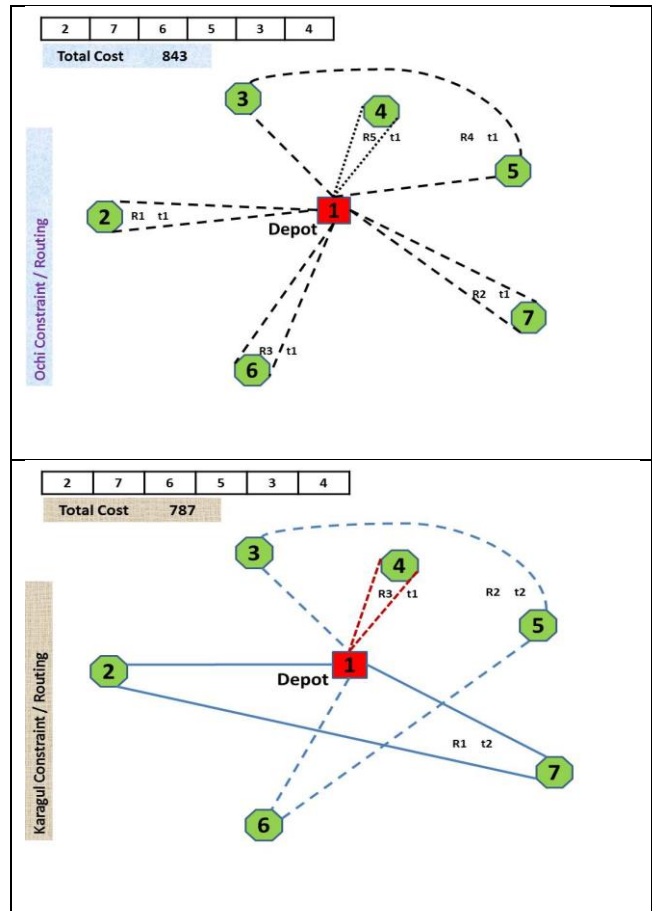 2 7 6 5 3 4
Total Cost 843
Ochi Constraint / Routing
3
4
R5 t1
R4 t1
5
2
R1 t1
1
Depot
R2 t1
7
R3 t1
6
2 7 6 5 3 4
Total Cost 787
Karagul Constraint / Routing
3
4
R3 t1
R2 t2
5
2
1
Depot
R1 t2
7
6